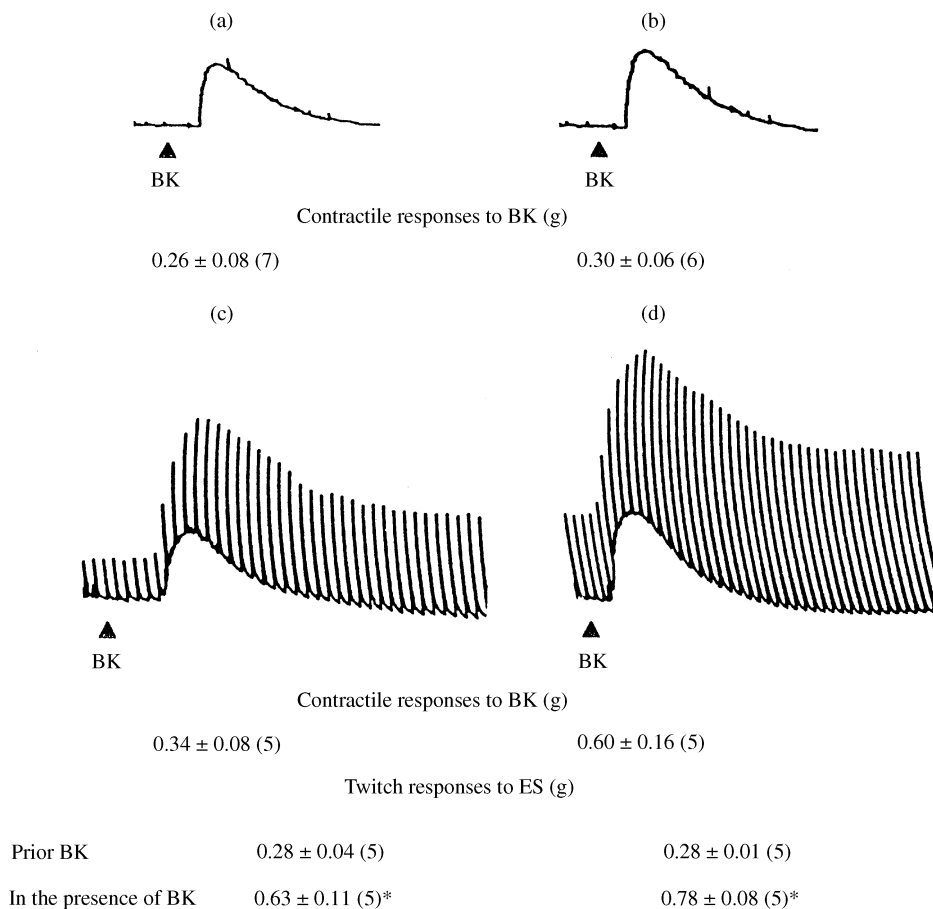 (a) (b)
BK BK
Contractile responses to BK (g)
0.26 ± 0.08 (7) 0.30 ± 0.06 (6)
(c) (d)
BK BK
Contractile responses to BK (g)
0.34 ± 0.08 (5) 0.60 ± 0.16 (5)
Twitch responses to ES (g)
Prior BK 0.28 ± 0.04 (5) 0.28 ± 0.01 (5)
In the presence of BK 0.63 ± 0.11 (5)* 0.78 ± 0.08 (5)*